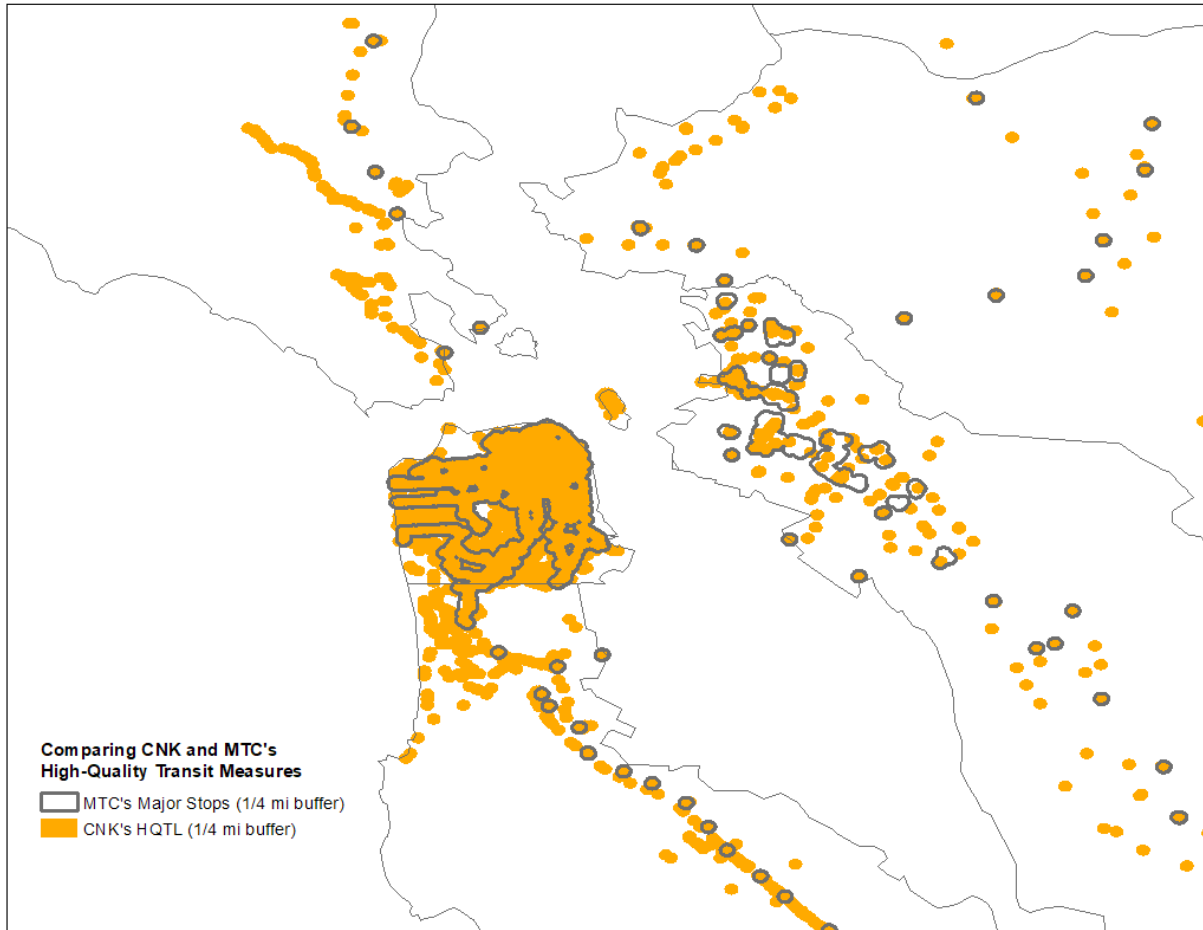 Comparing CNK and MTC's
High-Quality Transit Measures
MTC's Major Stops (1/4 mi buffer)
CNK's HQTL (1/4 mi buffer)